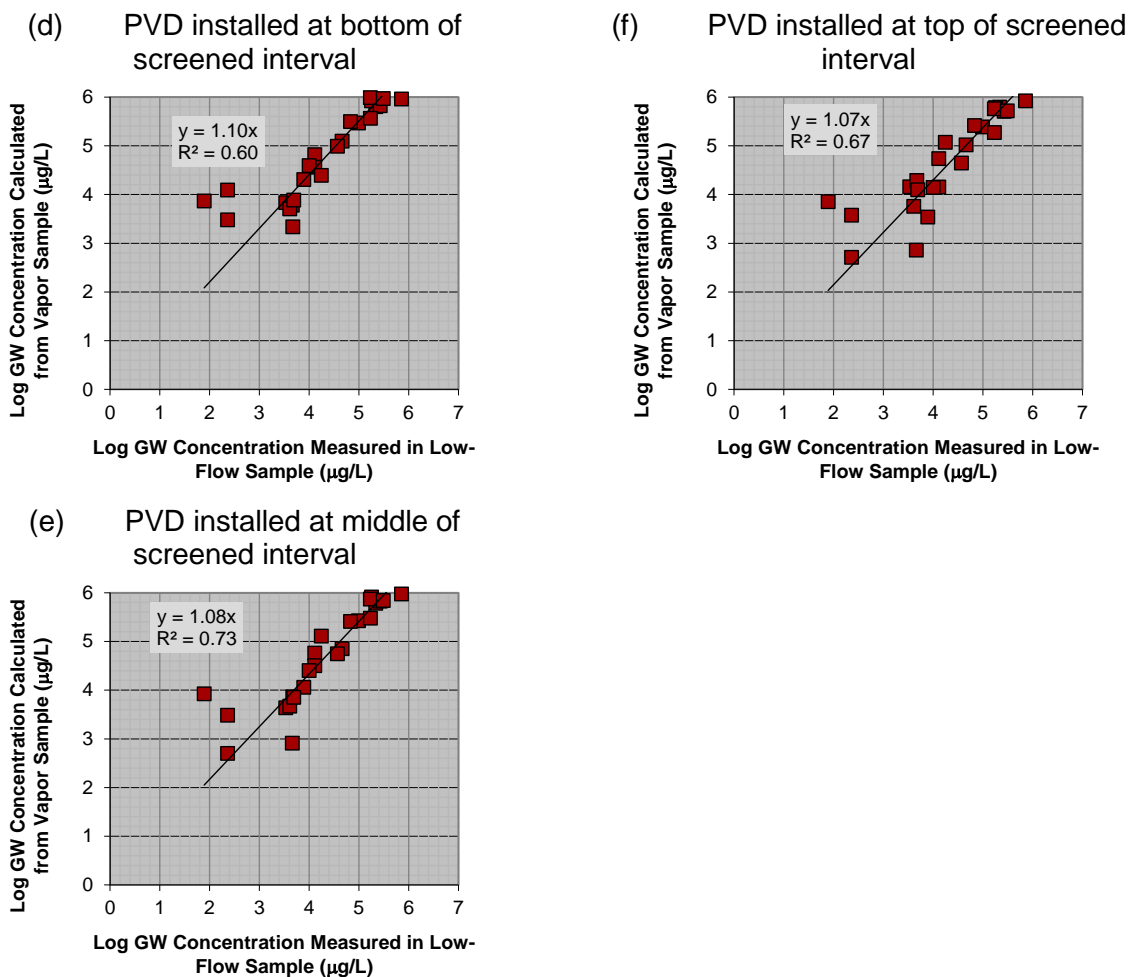 (d) PVD installed at bottom of
screened interval
6
5
4
3
2
1
0
y = 1.10x
R² = 0.60
0 1 2 3 4 5 6 7
Log GW Concentration Calculated
from Vapor Sample (µg/L)
Log GW Concentration Measured in Low-
Flow Sample (µg/L)
(f) PVD installed at top of screened
interval
6
5
4
3
2
1
0
y = 1.07x
R² = 0.67
0 1 2 3 4 5 6 7
Log GW Concentration Calculated
from Vapor Sample (µg/L)
Log GW Concentration Measured in Low-
Flow Sample (µg/L)
(e) PVD installed at middle of
screened interval
6
5
4
3
2
1
0
y = 1.08x
R² = 0.73
0 1 2 3 4 5 6 7
Log GW Concentration Calculated
from Vapor Sample (µg/L)
Log GW Concentration Measured in Low-
Flow Sample (µg/L)